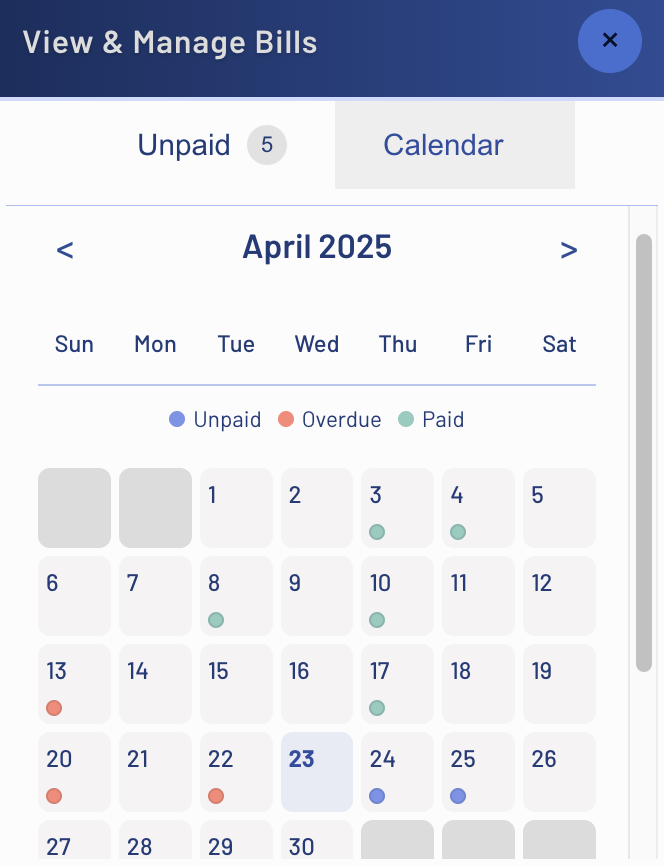 View & Manage Bills ×
Unpaid 5 Calendar
< April 2025 >
Sun Mon Tue Wed Thu Fri Sat
Unpaid Overdue Paid
1 2 3 4 5
6 7 8 9 10 11 12
13 14 15 16 17 18 19
20 21 22 23 24 25 26
27 28 29 30